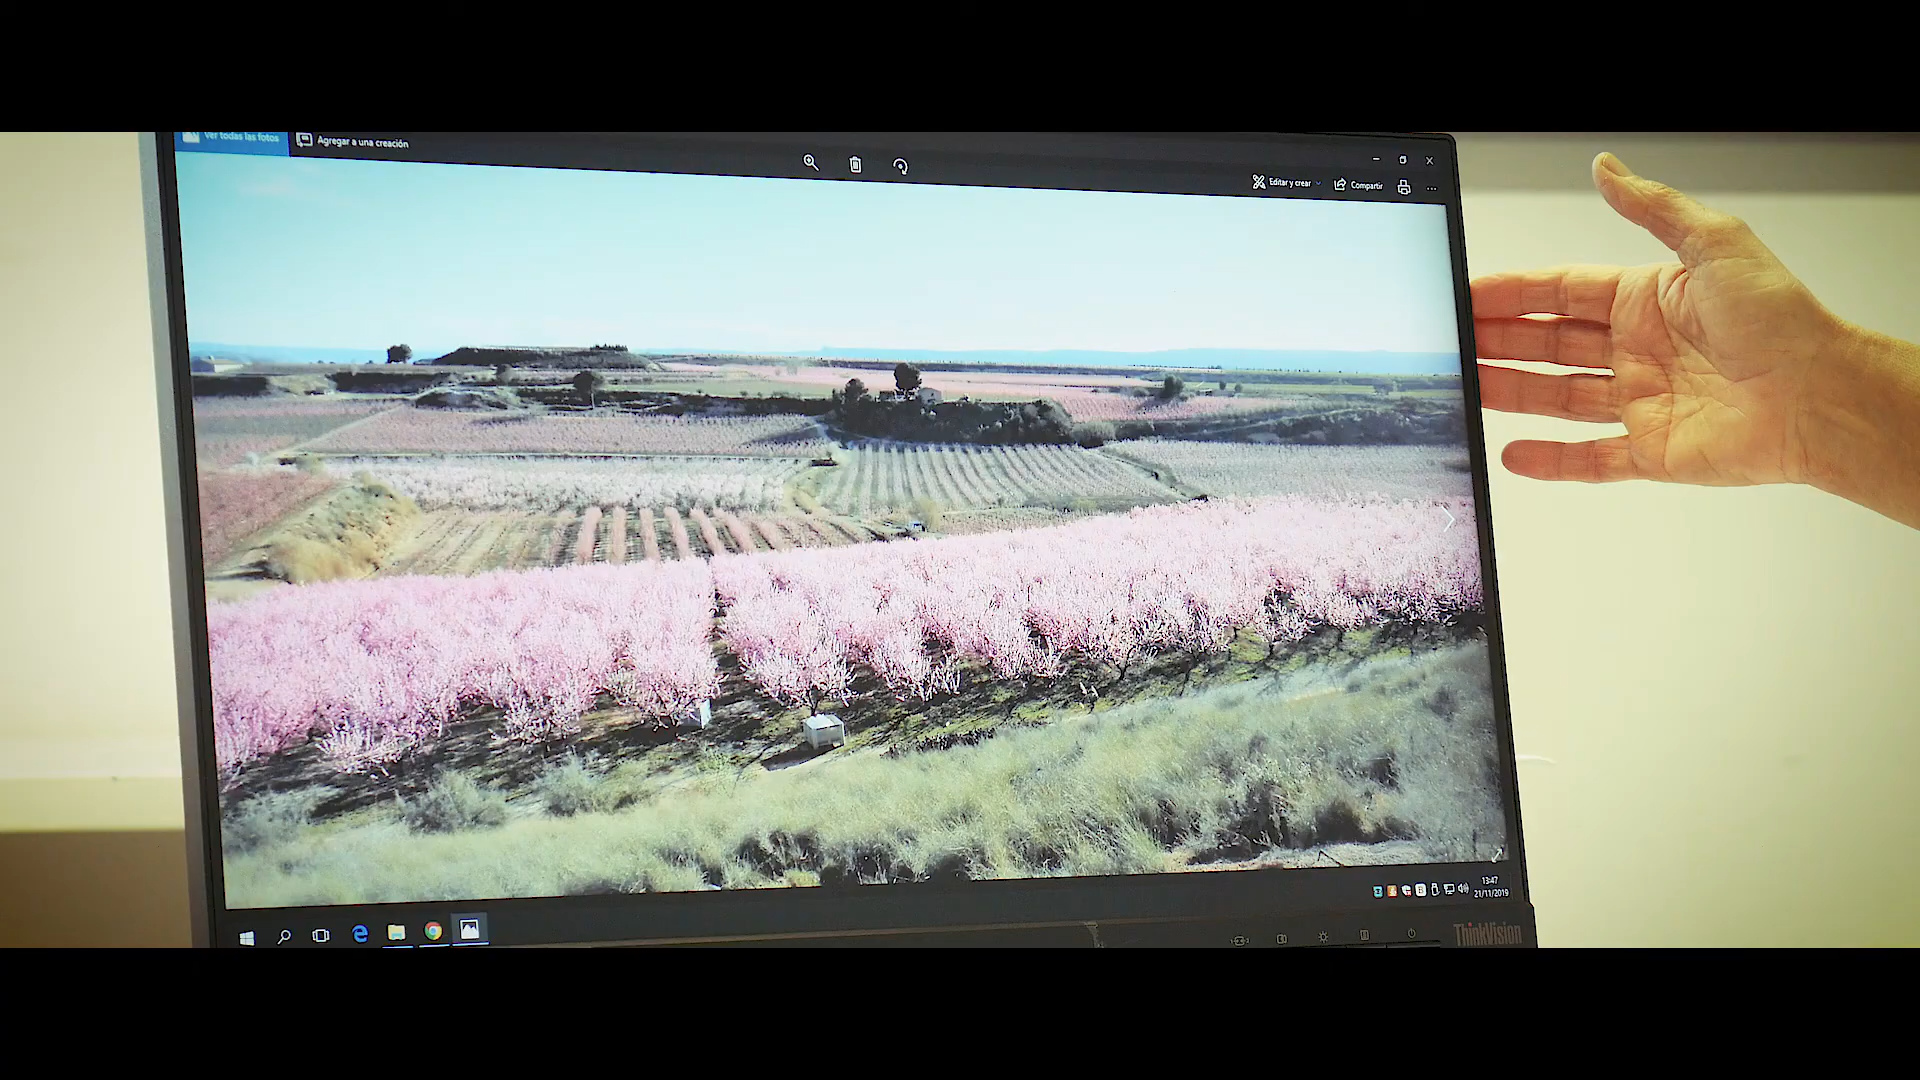 Ver todas las fotos
Agregar a una creación
Editar y crear
Compartir
13:47
21/11/2019
ThinkVision